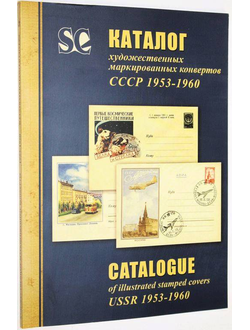 SC
КАТАЛОГ
художественных
маркированных конвертов
СССР 1953-1960
CATALOGUE
of illustrated stamped covers
USSR 1953-1960